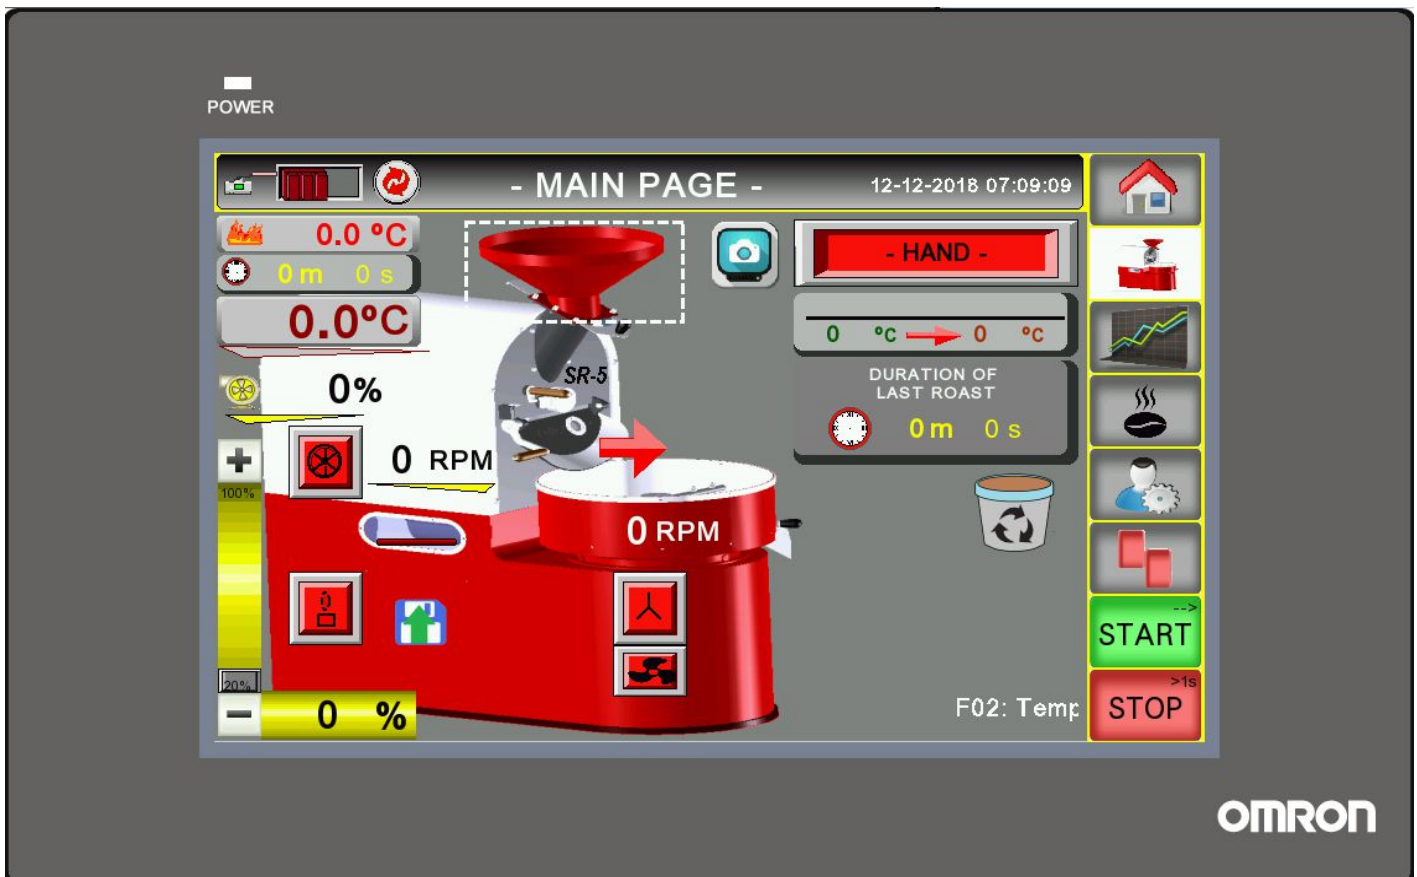 POWER
- MAIN PAGE -
12-12-2018 07:09:09
0.0 °C
0 m 0 s
0.0°C
- HAND -
0 °C 0 °C
DURATION OF
LAST ROAST
0 m 0 s
0%
SR-5
0 RPM
100%
0 RPM
-->
START
20%
0 %
F02: Temp
>1s
STOP
OMRON